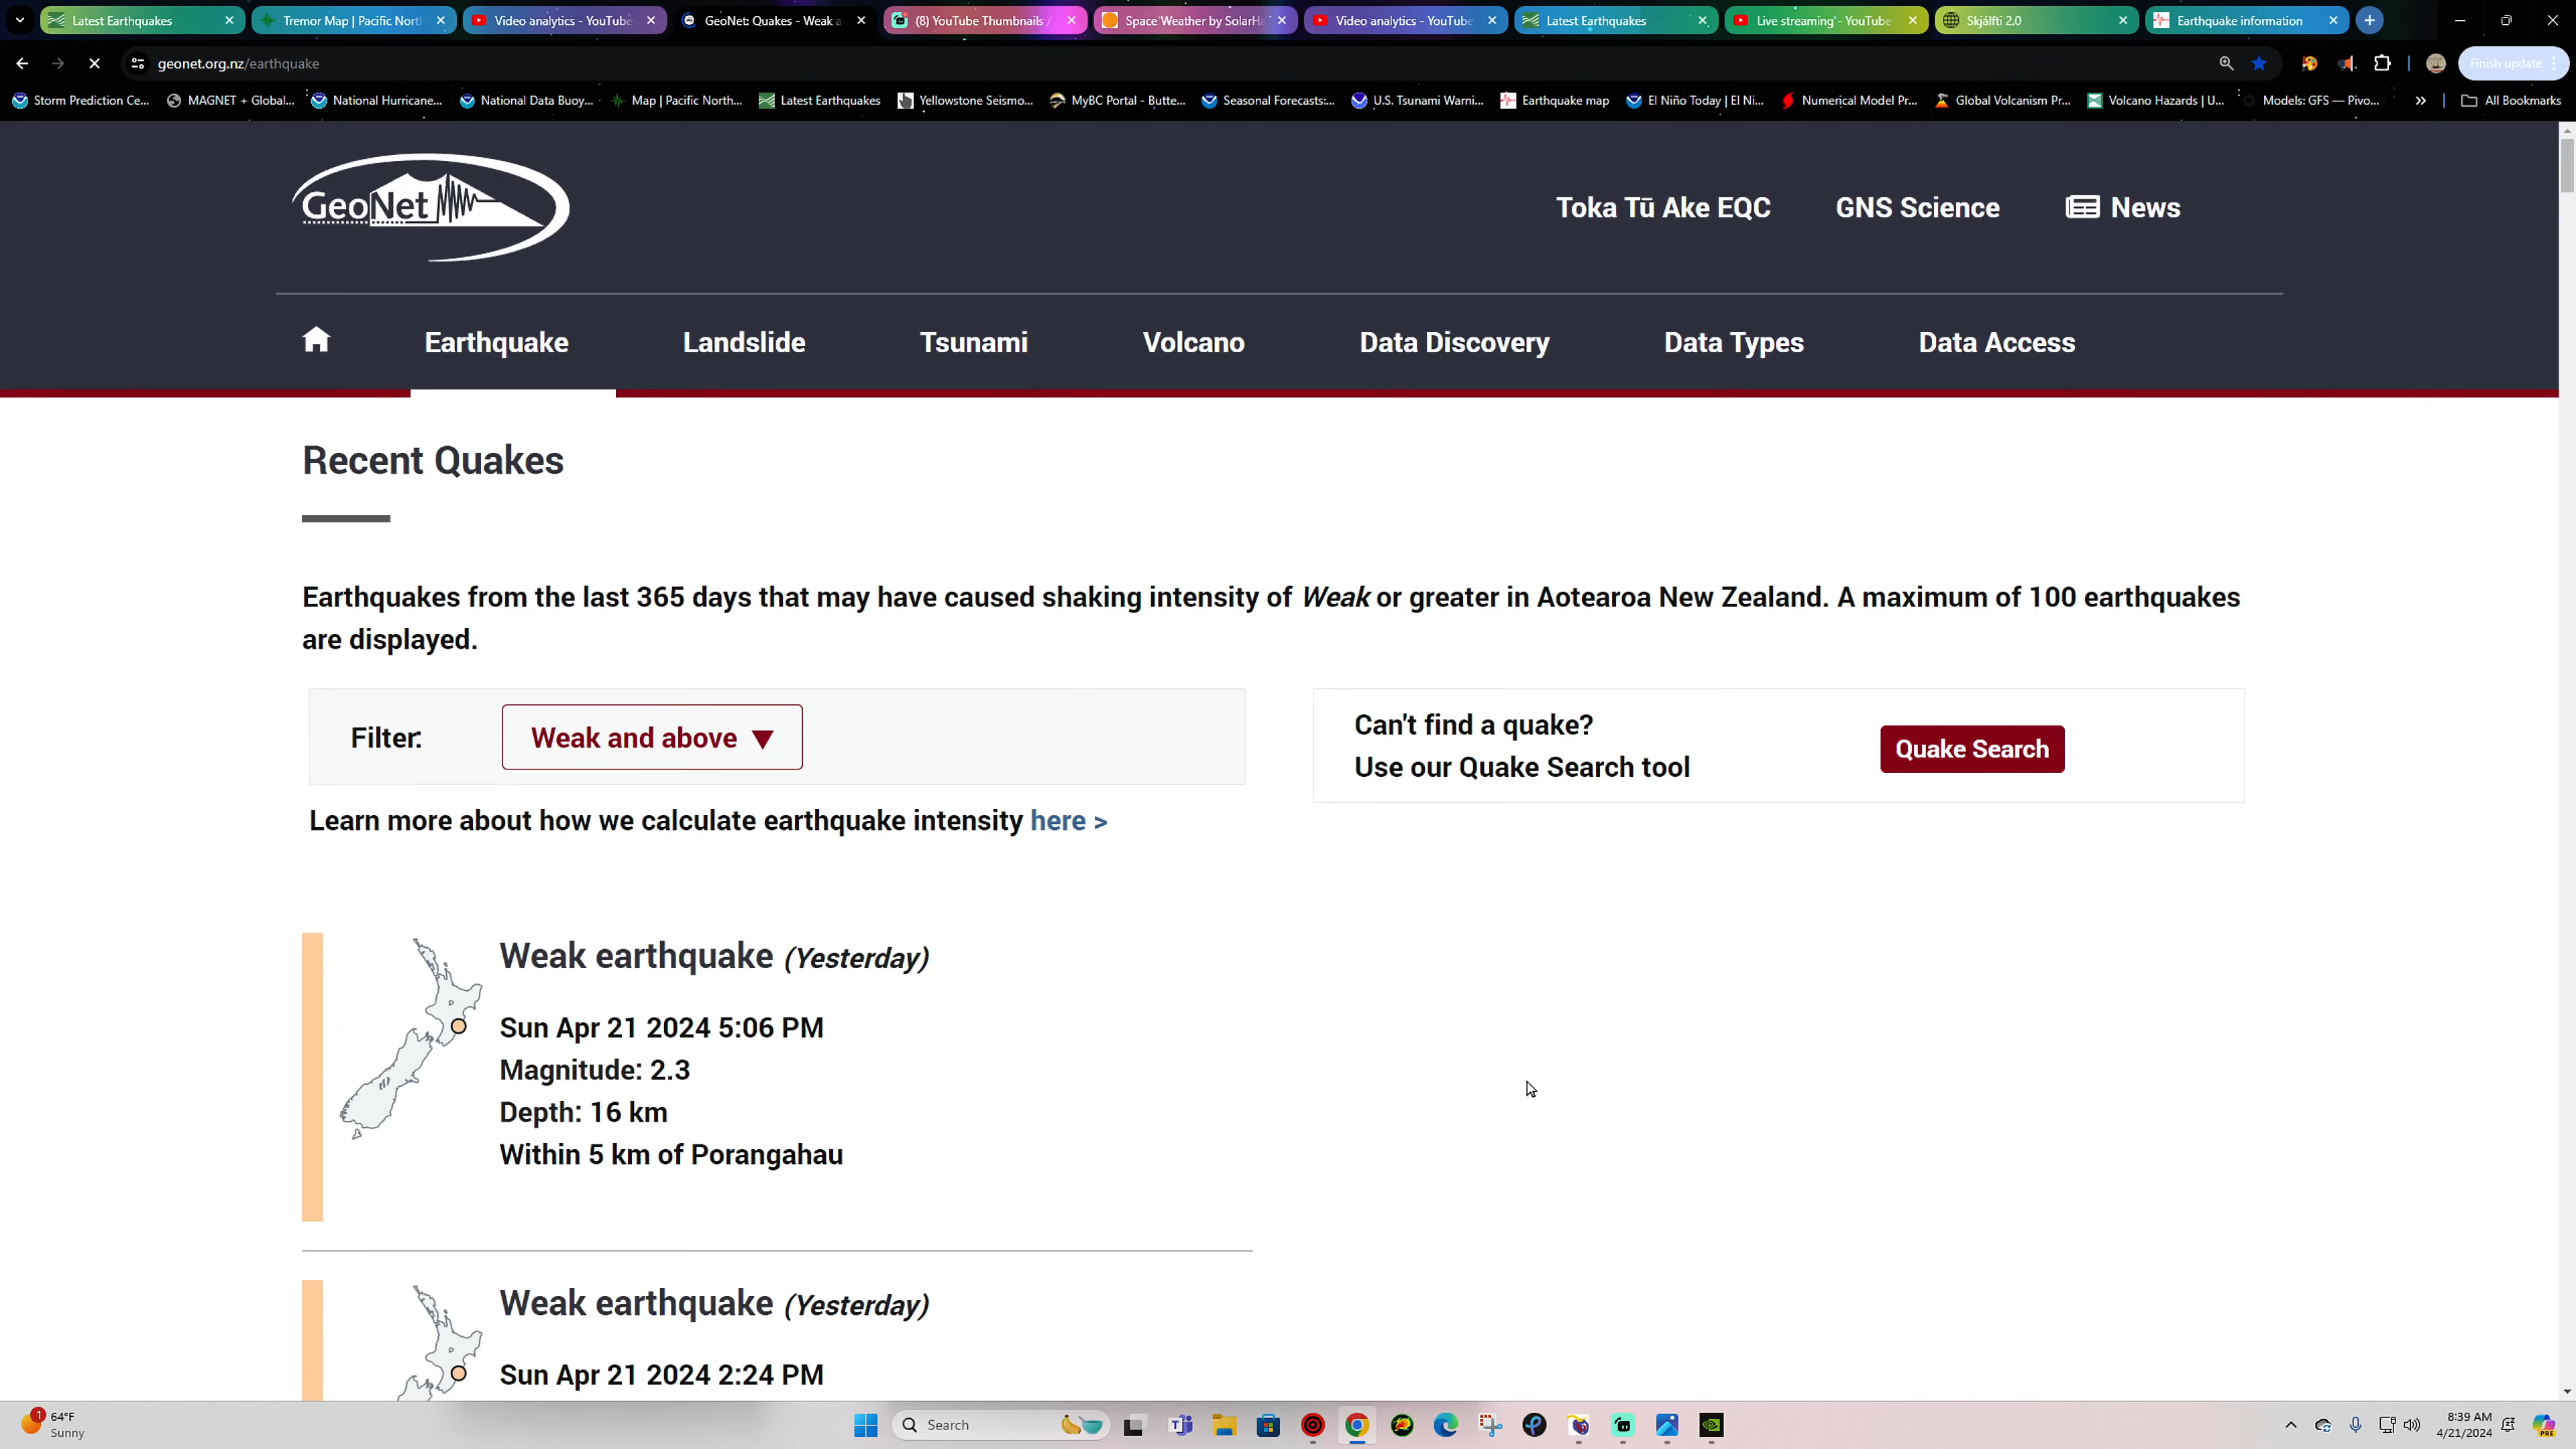 Latest Earthquakes
Tremor Map | Pacific Nort
Video analytics - YouTube
GeoNet Quakes - Weak a
(8) YouTube Thumbnails /
Space Weather by SolarHa
Video analytics - YouTube
Latest Earthquakes
Live streaming - YouTube
Skjálfti 2.0
Earthquake information
geonet.org.nz/earthquake
Finish update
Storm Prediction Ce...
MAGNET + Global...
National Hurricane...
National Data Buoy...
Map | Pacific North...
Latest Earthquakes
Yellowstone Seismo...
MyBC Portal - Butte...
Seasonal Forecasts:...
U.S. Tsunami Warni...
Earthquake map
El Niño Today | El Ni...
Numerical Model Pr...
Global Volcanism Pr...
Volcano Hazards | U...
Models: GFS — Pivo...
All Bookmarks
GeoNet
Toka Tū Ake EQC
GNS Science
News
Earthquake
Landslide
Tsunami
Volcano
Data Discovery
Data Types
Data Access
Recent Quakes
Earthquakes from the last 365 days that may have caused shaking intensity of Weak or greater in Aotearoa New Zealand. A maximum of 100 earthquakes
are displayed.
Filter:
Weak and above
Can't find a quake?
Use our Quake Search tool
Quake Search
Learn more about how we calculate earthquake intensity here >
Weak earthquake (Yesterday)
Sun Apr 21 2024 5:06 PM
Magnitude: 2.3
Depth: 16 km
Within 5 km of Porangahau
Weak earthquake (Yesterday)
Sun Apr 21 2024 2:24 PM
1
64°F
Sunny
Search
PRE
8:39 AM
4/21/2024